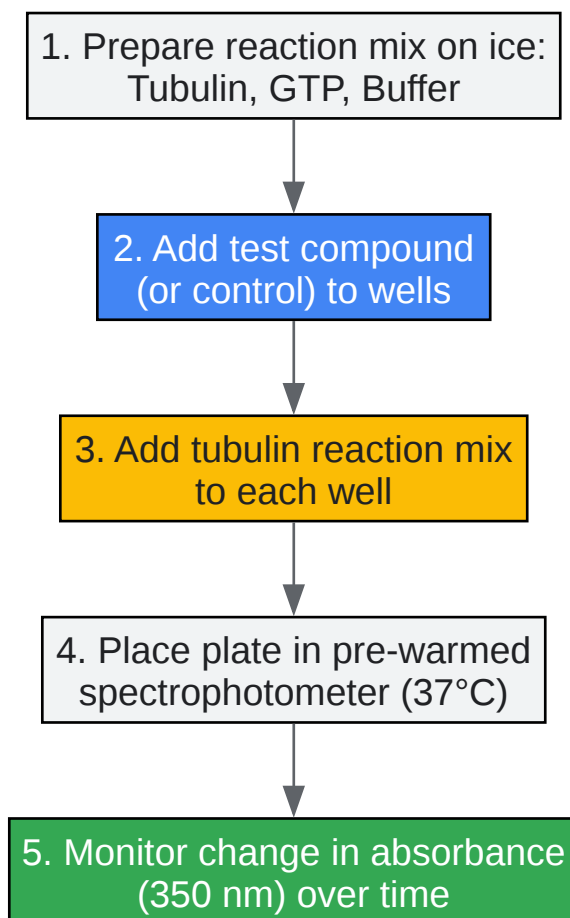 1. Prepare reaction mix on ice:
Tubulin, GTP, Buffer
2. Add test compound
(or control) to wells
3. Add tubulin reaction mix
to each well
4. Place plate in pre-warmed
spectrophotometer (37°C)
5. Monitor change in absorbance
(350 nm) over time